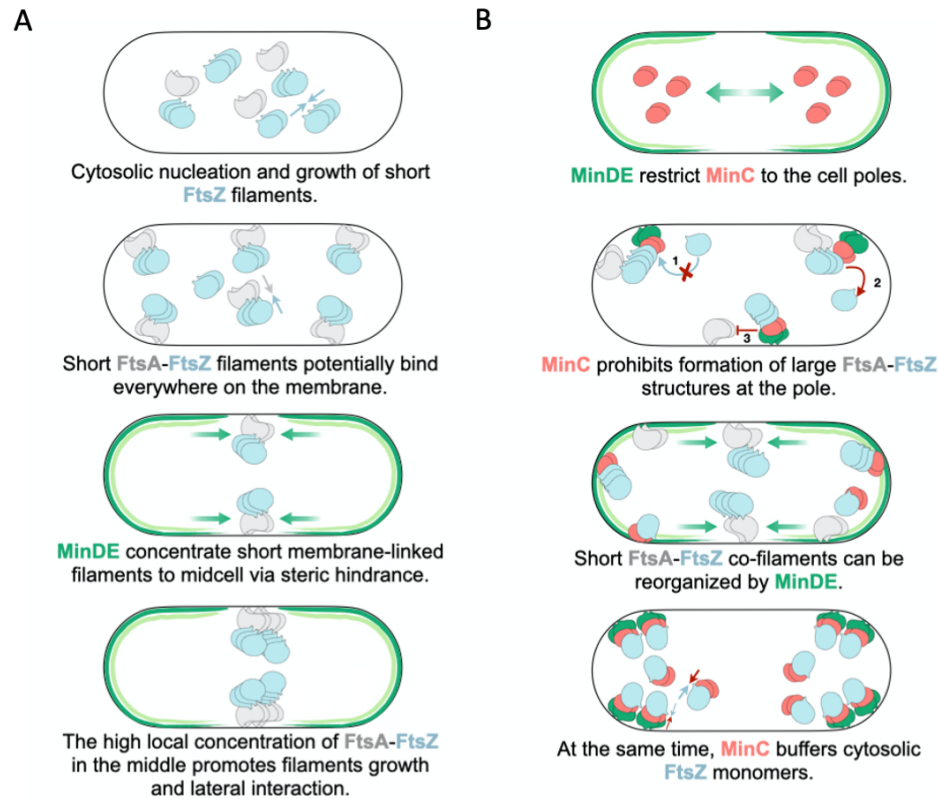 A
Cytosolic nucleation and growth of short
FtsZ filaments.
Short FtsA-FtsZ filaments potentially bind
everywhere on the membrane.
MinDE concentrate short membrane-linked
filaments to midcell via steric hindrance.
The high local concentration of FtsA-FtsZ
in the middle promotes filaments growth
and lateral interaction.
B
MinDE restrict MinC to the cell poles.
1
2
3
MinC prohibits formation of large FtsA-FtsZ
structures at the pole.
Short FtsA-FtsZ co-filaments can be
reorganized by MinDE.
At the same time, MinC buffers cytosolic
FtsZ monomers.